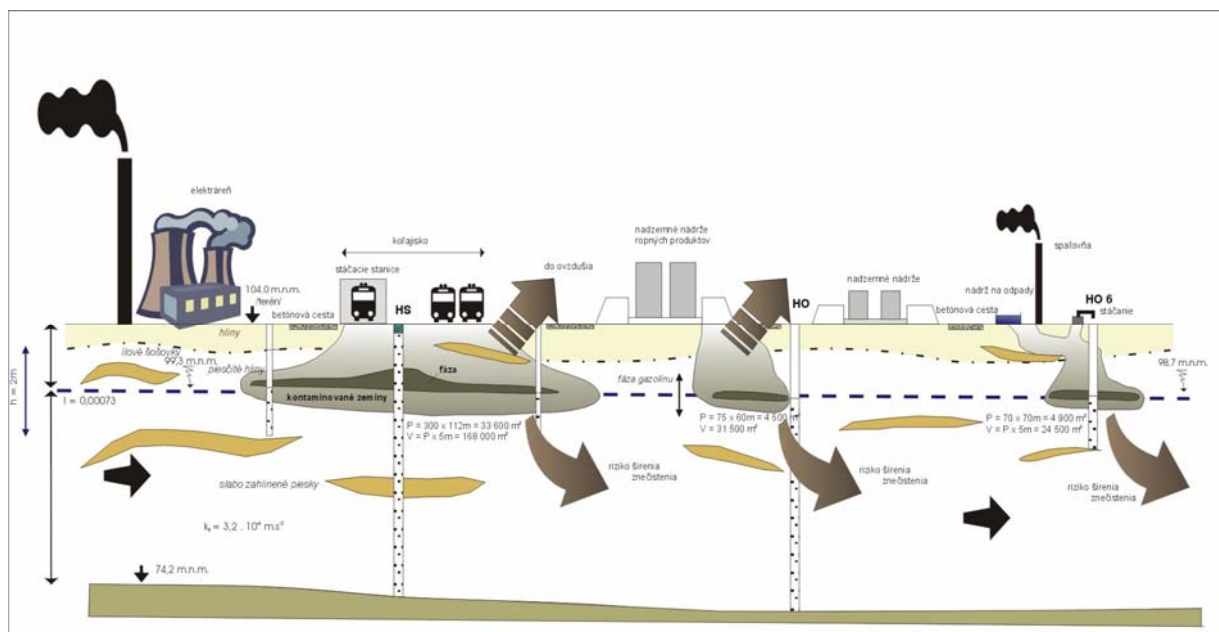 elektráreň
koľajisko
nadzemné nádrže
ropných produktov
do ovzdušia
spaľovňa
stáčacie stanice
nadzemné nádrže
nádrž na odpady
104,0 m.n.m.
/terén/
betónová cesta
HS
HO
betónová cesta
HO 6
stáčanie
hliny
ílové šošovky
99,3 m.n.m.
piesčité hliny
fáza
fáza gazolínu
98,7 m.n.m.
h = 2m
I = 0,00073
kontaminované zeminy
P = 300 x 112m = 33 600 m²
V = P x 5m = 168 000 m³
P = 75 x 60m = 4 500 m²
V = 31 500 m³
P = 70 x 70m = 4 900 m²
V = P x 5m = 24 500 m³
riziko šírenia
znečistenia
riziko šírenia
znečistenia
riziko šírenia
znečistenia
slabo zahlinené piesky
74,2 m.n.m.